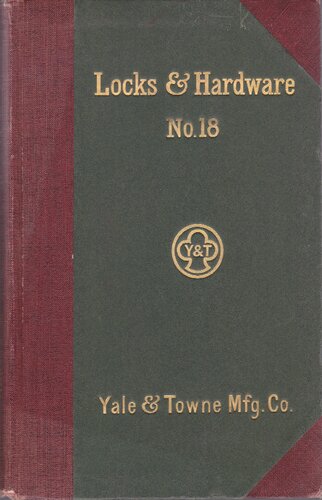 Locks & Hardware
No. 18
Y&T
Yale & Towne Mfg. Co.